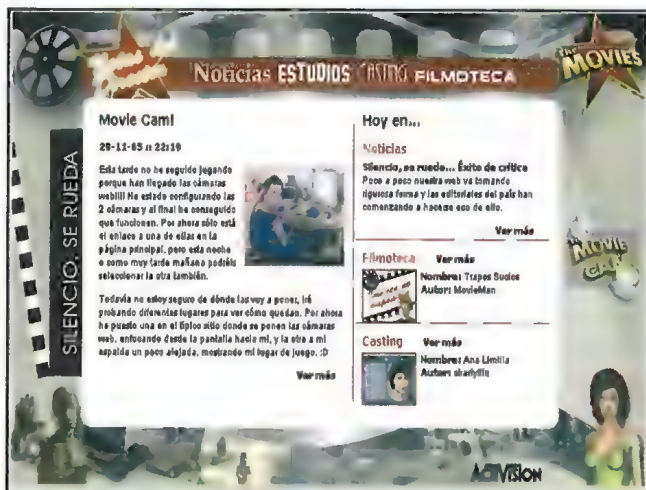 Noticias ESTUDIOS CASTING FILMOTECA
The MOVIES
SILENCIO, SE RUEDA
Movie Cam!
29-11-05 a 22:19
Esta tarde no he seguido jugando
porque han llegado las cámaras
web!!! He estado configurando las
2 cámaras y al final he conseguido
que funcionen. Por ahora sólo está
el enlace a una de ellas en la
página principal, pero esta noche
o como muy tarde mañana podréis
seleccionar la otra también.
Todavía no estoy seguro de dónde las voy a poner, iré
probando diferentes lugares para ver cómo quedan. Por ahora
he puesto una en el típico sitio donde se ponen las cámaras
web, enfocando desde la pantalla hacia mí, y la otra a mi
espalda un poco alejada, mostrando mi lugar de juego. :D
Ver más
Hoy en...
Noticias
Silencio, se ruede... Éxito de crítica
Poco a poco nuestra web va tomando
rigurosa forma y las editoriales del país han
comenzado a hacerse eco de ello.
Ver más
Filmoteca Ver más
Nombre: Trapos Sucios
Autor: MovieMan
Casting Ver más
Nombre: Ana Limilla
Autor:
The MOVIE
ACTIVISION